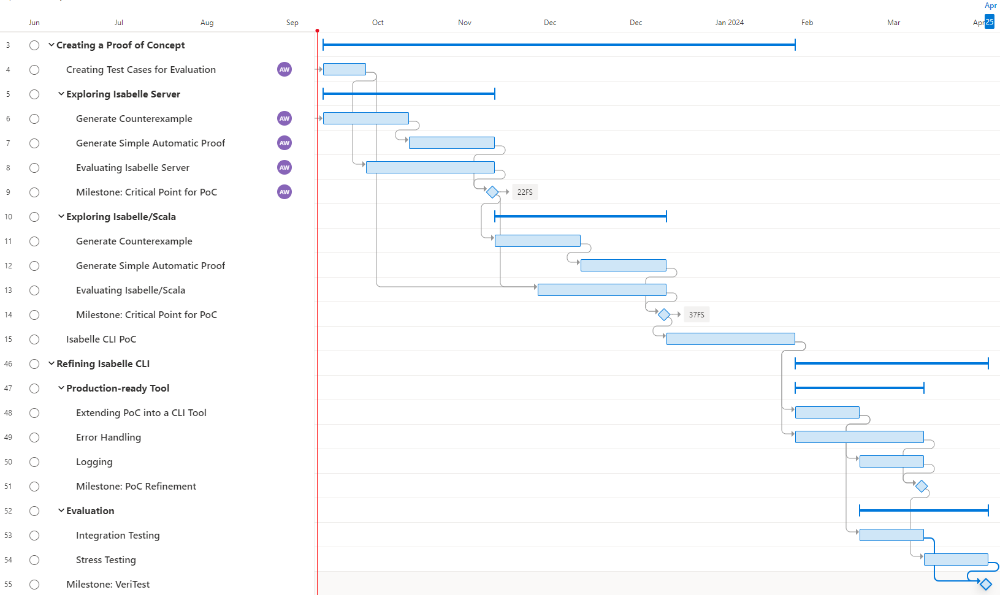 Apr
Jun Jul Aug Sep Oct Nov Dec Dec Jan 2024 Feb Mar Apr 25
3 Creating a Proof of Concept
4 Creating Test Cases for Evaluation AW
5 Exploring Isabelle Server
6 Generate Counterexample AW
7 Generate Simple Automatic Proof AW
8 Evaluating Isabelle Server AW
9 Milestone: Critical Point for PoC AW 22FS
10 Exploring Isabelle/Scala
11 Generate Counterexample
12 Generate Simple Automatic Proof
13 Evaluating Isabelle/Scala
14 Milestone: Critical Point for PoC 37FS
15 Isabelle CLI PoC
46 Refining Isabelle CLI
47 Production-ready Tool
48 Extending PoC into a CLI Tool
49 Error Handling
50 Logging
51 Milestone: PoC Refinement
52 Evaluation
53 Integration Testing
54 Stress Testing
55 Milestone: VeriTest